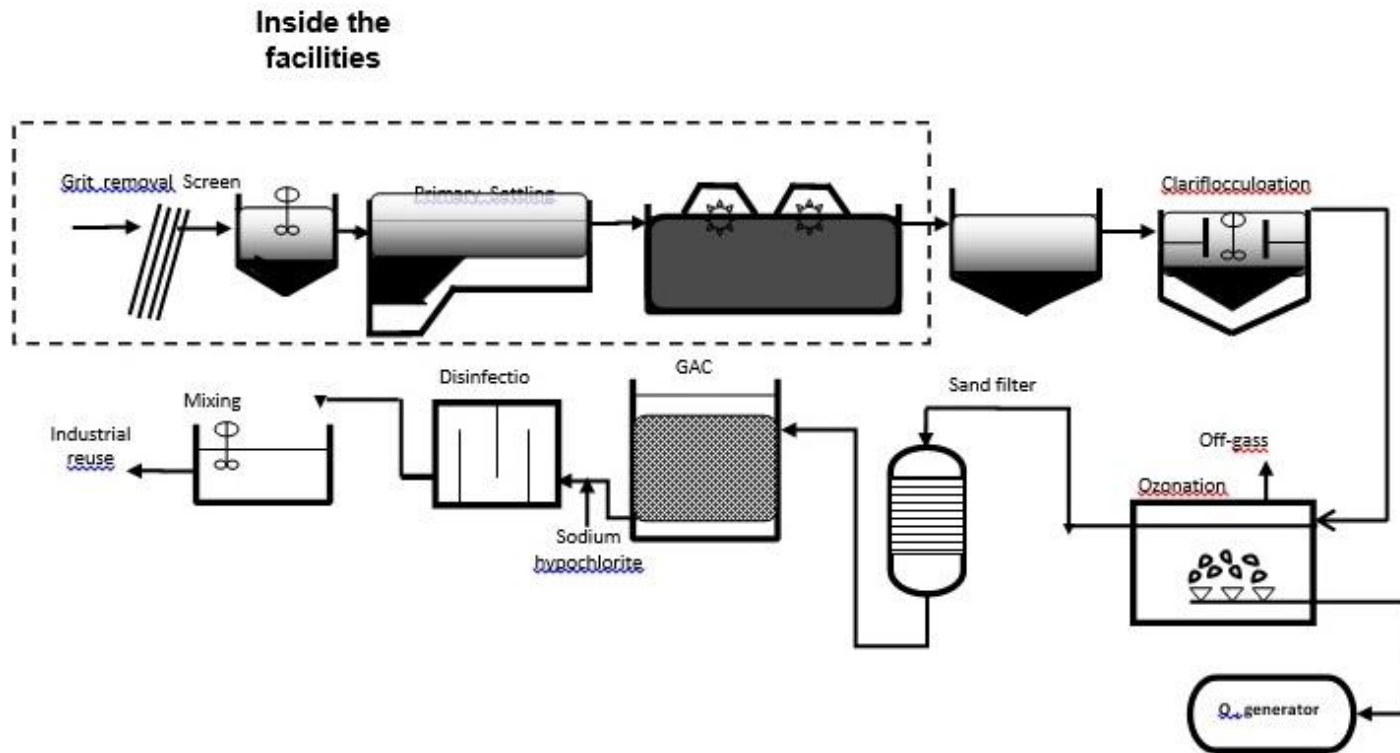 Inside the
facilities
Grit removal Screen
Primary Settling
Clariflocculoation
Disinfectio
GAC
Sand filter
Mixing
Industrial
reuse
Off-gass
Ozonation
Sodium
hypochlorite
generator